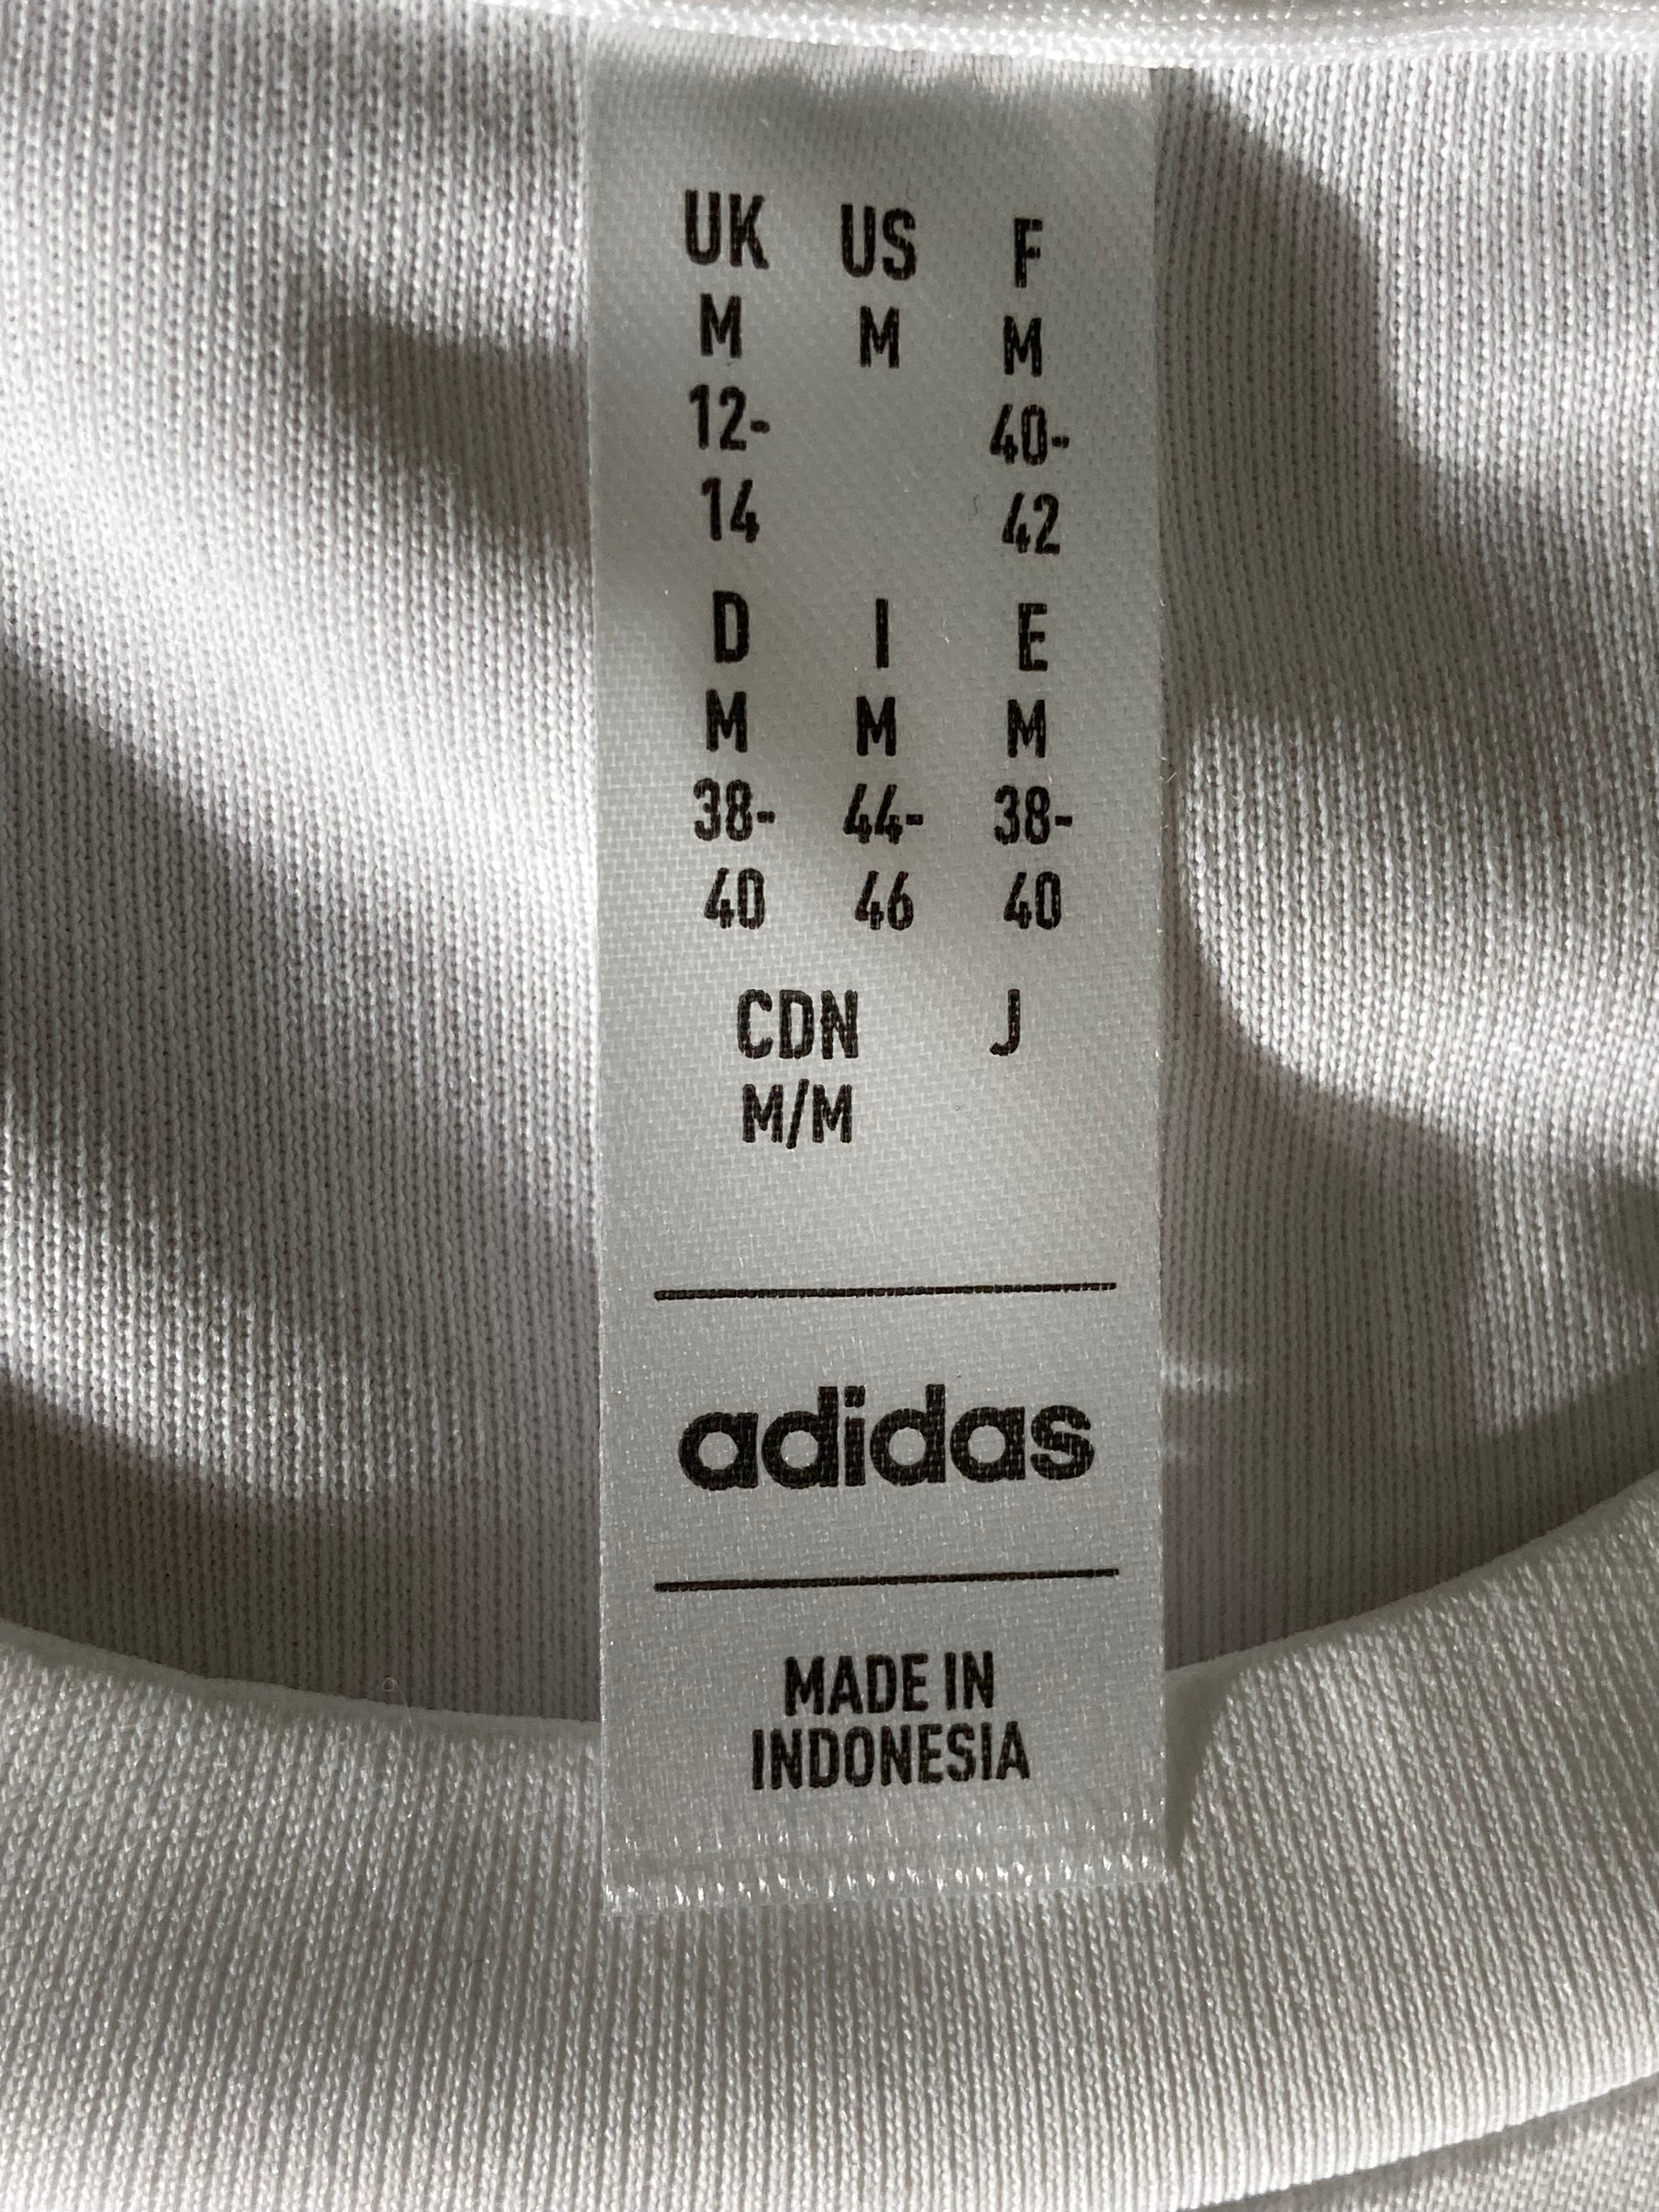 UK US F
M M M
12- 40-
14 42
D I E
M M M
38- 44- 38-
40 46 40
CDN J
M/M
adidas
MADE IN
INDONESIA